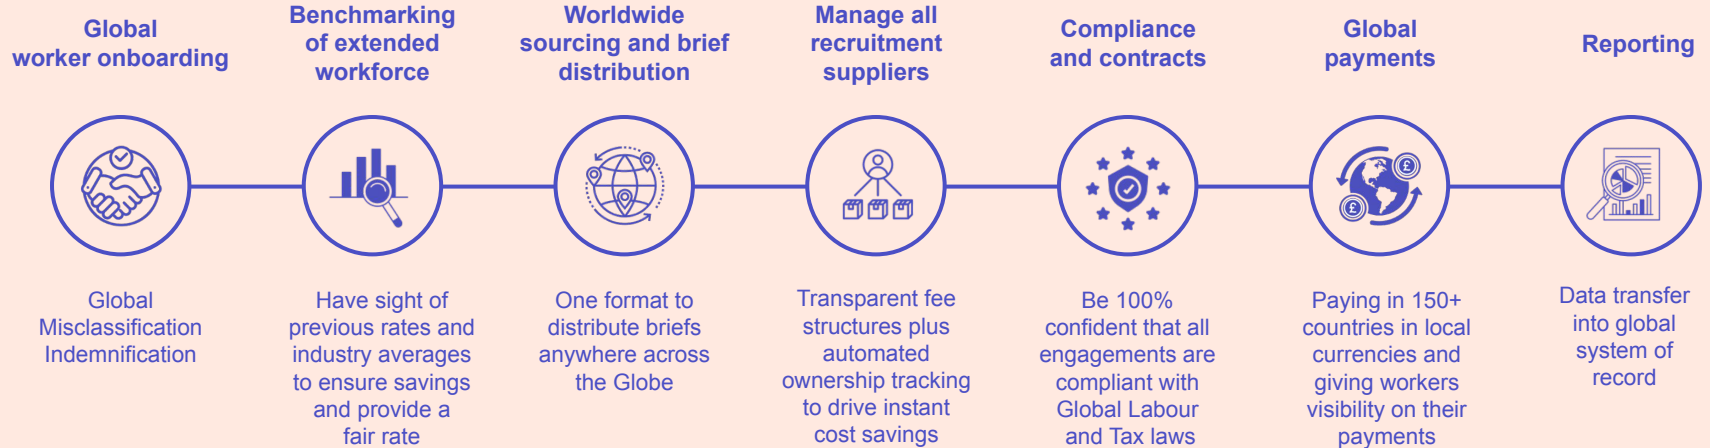 Global
worker onboarding
Benchmarking
of extended
workforce
Worldwide
sourcing and brief
distribution
Manage all
recruitment
suppliers
Compliance
and contracts
Global
payments
Reporting
£
£
Global
Misclassification
Indemnification
Have sight of
previous rates and
industry averages
to ensure savings
and provide a
fair rate
One format to
distribute briefs
anywhere across
the Globe
Transparent fee
structures plus
automated
ownership tracking
to drive instant
cost savings
Be 100%
confident that all
engagements are
compliant with
Global Labour
and Tax laws
Paying in 150+
countries in local
currencies and
giving workers
visibility on their
payments
Data transfer
into global
system of
record